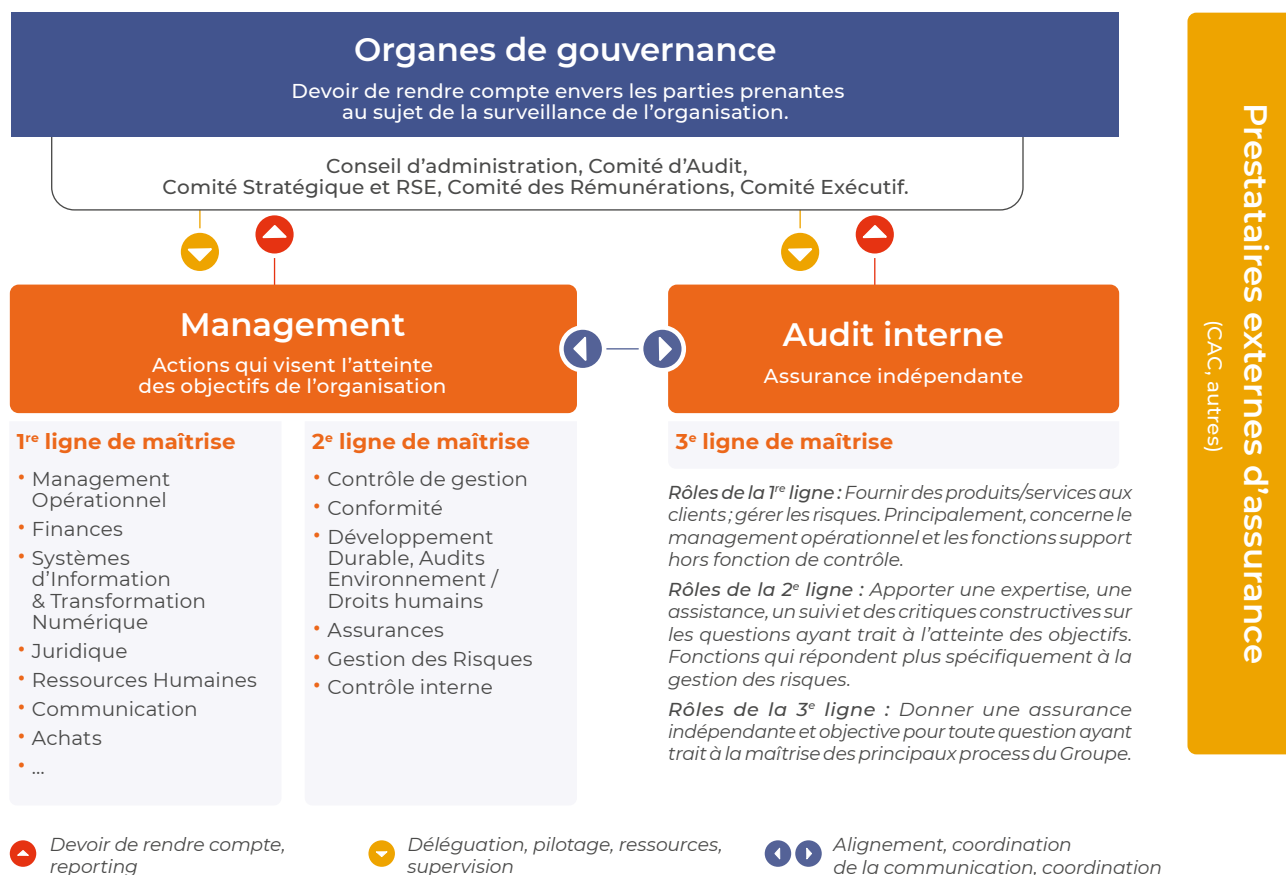 Organes de gouvernance
Devoir de rendre compte envers les parties prenantes
au sujet de la surveillance de l’organisation.
Conseil d’administration, Comité d’Audit,
Comité Stratégique et RSE, Comité des Rémunérations, Comité Exécutif.
Management
Actions qui visent l’atteinte
des objectifs de l’organisation
Audit interne
Assurance indépendante
1re ligne de maîtrise
• Management
Opérationnel
• Finances
• Systèmes
d’Information
& Transformation
Numérique
• Juridique
• Ressources Humaines
• Communication
• Achats
• ...
2e ligne de maîtrise
• Contrôle de gestion
• Conformité
• Développement
Durable, Audits
Environnement /
Droits humains
• Assurances
• Gestion des Risques
• Contrôle interne
3e ligne de maîtrise
Rôles de la 1re ligne : Fournir des produits/services aux
clients ; gérer les risques. Principalement, concerne le
management opérationnel et les fonctions support
hors fonction de contrôle.
Rôles de la 2e ligne : Apporter une expertise, une
assistance, un suivi et des critiques constructives sur
les questions ayant trait à l’atteinte des objectifs.
Fonctions qui répondent plus spécifiquement à la
gestion des risques.
Rôles de la 3e ligne : Donner une assurance
indépendante et objective pour toute question ayant
trait à la maîtrise des principaux process du Groupe.
Prestataires externes d’assurance
(CAC, autres)
Devoir de rendre compte,
reporting
Délégation, pilotage, ressources,
supervision
Alignement, coordination
de la communication, coordination